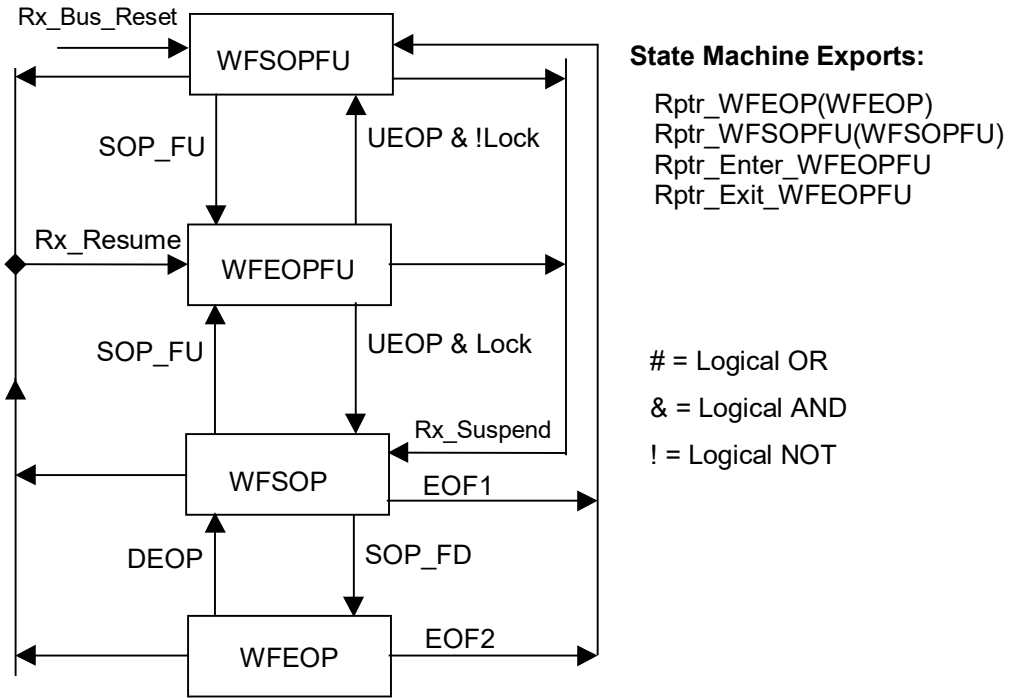 Rx_Bus_Reset
WFSOPFU
SOP_FU
UEOP & !Lock
Rx_Resume
WFEOPFU
SOP_FU
UEOP & Lock
Rx_Suspend
WFSOP
EOF1
DEOP
SOP_FD
WFEOP
EOF2
State Machine Exports:
Rptr_WFEOP(WFEOP)
Rptr_WFSOPFU(WFSOPFU)
Rptr_Enter_WFEOPFU
Rptr_Exit_WFEOPFU
# = Logical OR
& = Logical AND
! = Logical NOT